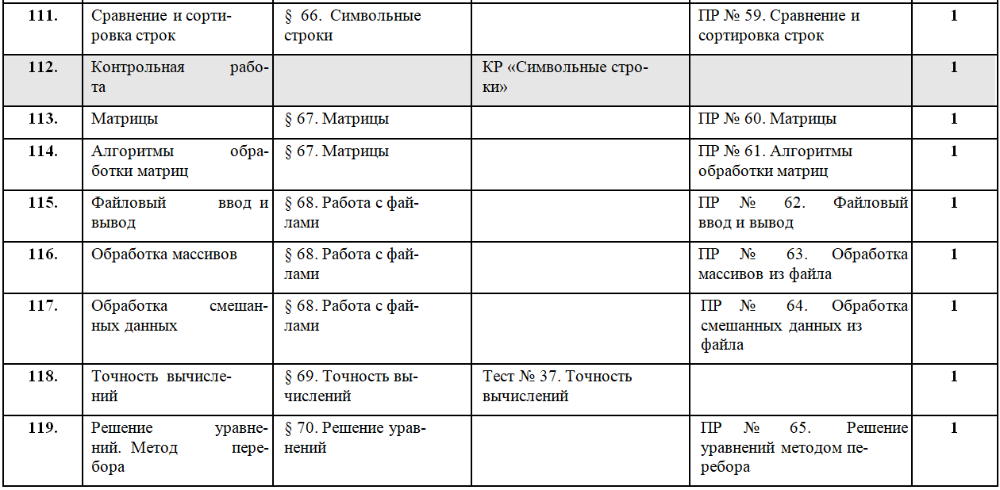 111.
Сравнение и сорти-
ровка строк
§ 66. Символьные
строки
ПР № 59. Сравнение и
сортировка строк
1
112.
Контрольная рабо-
та
КР «Символьные стро-
ки»
1
113.
Матрицы
§ 67. Матрицы
ПР № 60. Матрицы
1
114.
Алгоритмы обра-
ботки матриц
§ 67. Матрицы
ПР № 61. Алгоритмы
обработки матриц
1
115.
Файловый ввод и
вывод
§ 68. Работа с фай-
лами
ПР № 62. Файловый
ввод и вывод
1
116.
Обработка массивов
§ 68. Работа с фай-
лами
ПР № 63. Обработка
массивов из файла
1
117.
Обработка смешан-
ных данных
§ 68. Работа с фай-
лами
ПР № 64. Обработка
смешанных данных из
файла
1
118.
Точность вычисле-
ний
§ 69. Точность вы-
числений
Тест № 37. Точность
вычислений
1
119.
Решение уравне-
ний. Метод пере-
бора
§ 70. Решение урав-
нений
ПР № 65. Решение
уравнений методом пе-
ребора
1